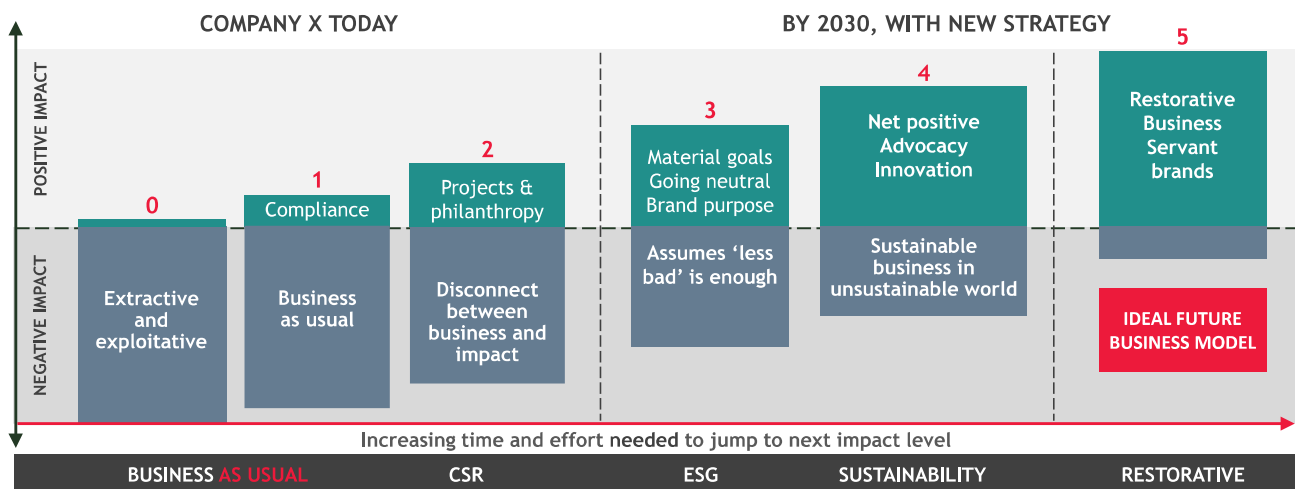 COMPANY X TODAY
BY 2030, WITH NEW STRATEGY
POSITIVE IMPACT
NEGATIVE IMPACT
0
Extractive
and
exploitative
1
Compliance
Business
as usual
2
Projects &
philanthropy
Disconnect
between
business and
impact
3
Material goals
Going neutral
Brand purpose
Assumes ‘less
bad’ is enough
4
Net positive
Advocacy
Innovation
Sustainable
business in
unsustainable world
5
Restorative
Business
Servant
brands
IDEAL FUTURE
BUSINESS MODEL
Increasing time and effort needed to jump to next impact level
BUSINESS AS USUAL
CSR
ESG
SUSTAINABILITY
RESTORATIVE